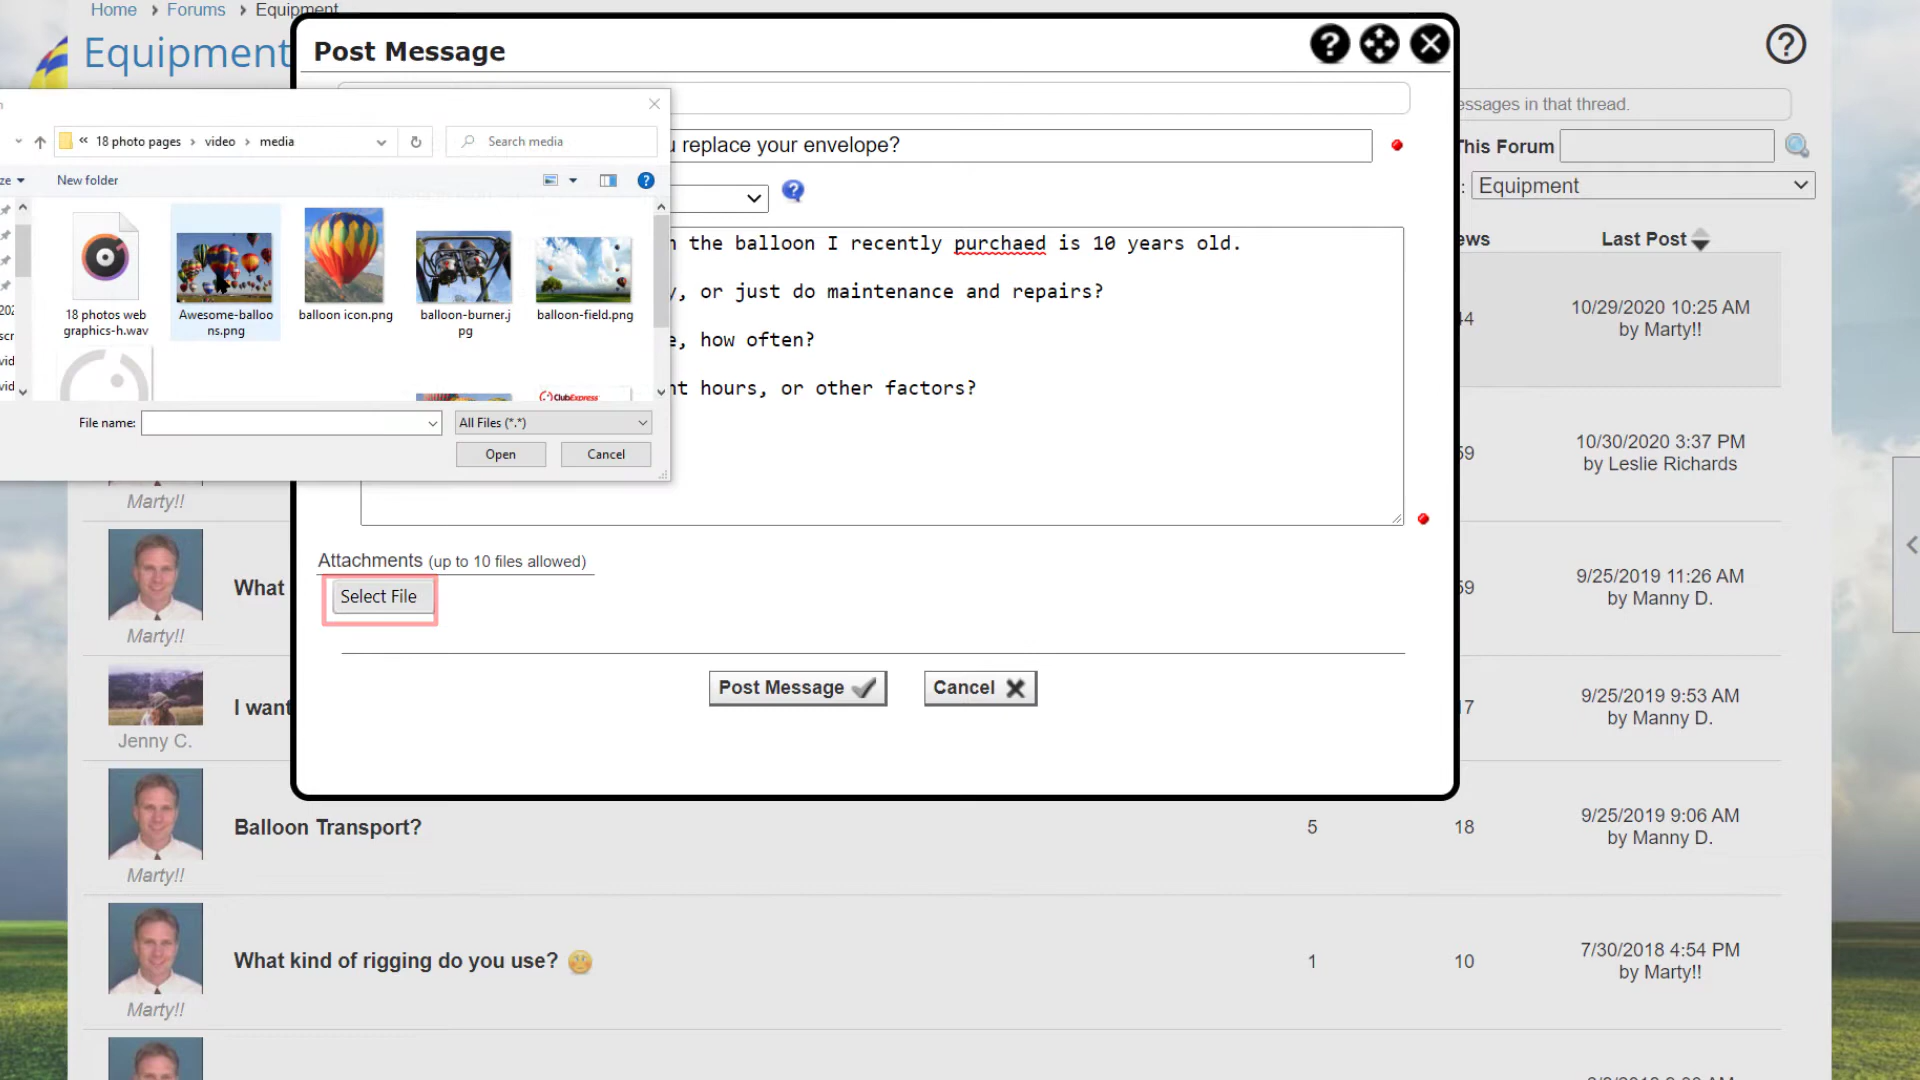 Home > Forums > Equipment
Equipment
Post Message
essages in that thread.
18 photo pages > video > media
Search media
replace your envelope?
This Forum
New folder
Equipment
18 photos web graphics-h.wav
Awesome-balloons.png
balloon icon.png
balloon-burner.jpg
balloon-field.png
the balloon I recently purchaed is 10 years old.
, or just do maintenance and repairs?
, how often?
hours, or other factors?
ClubExpress
File name:
All Files (*.*)
Open
Cancel
Last Post
10/29/2020 10:25 AM
by Marty!!
10/30/2020 3:37 PM
by Leslie Richards
Marty!!
Attachments (up to 10 files allowed)
Select File
What
9/25/2019 11:26 AM
by Manny D.
Marty!!
Post Message
Cancel
I want
9/25/2019 9:53 AM
by Manny D.
Jenny C.
Balloon Transport?
5
18
9/25/2019 9:06 AM
by Manny D.
Marty!!
What kind of rigging do you use?
1
10
7/30/2018 4:54 PM
by Marty!!
Marty!!